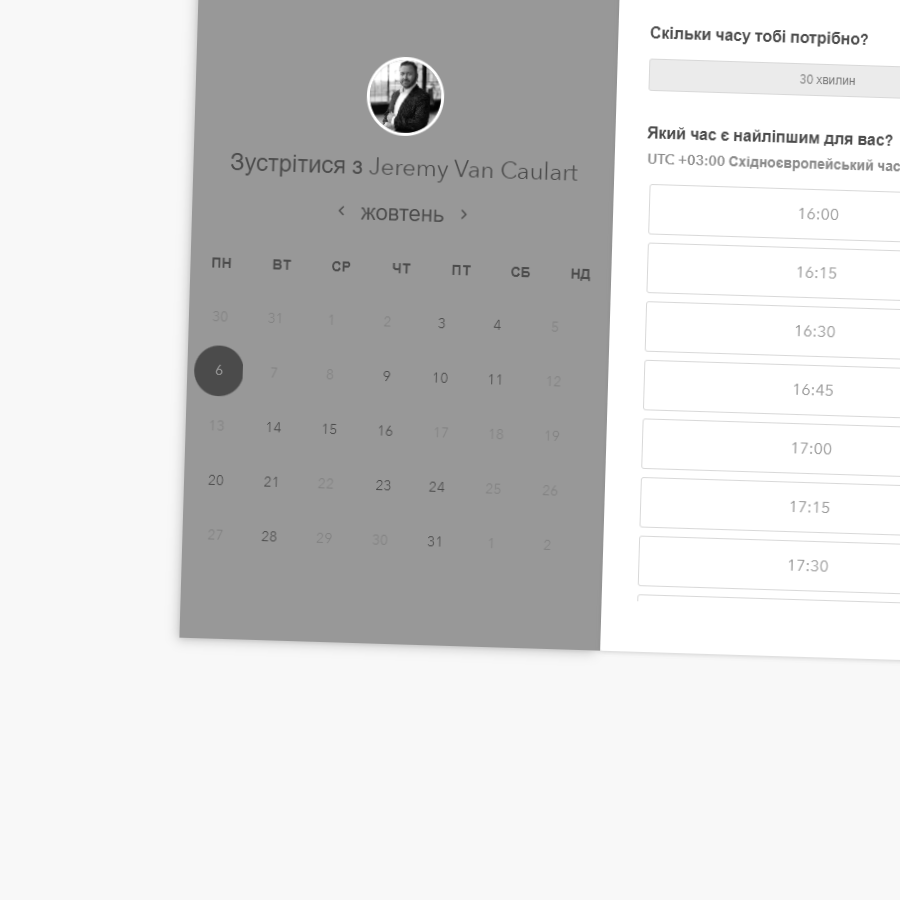 Зустрітися з Jeremy Van Caulart
‹ жовтень ›
ПН ВТ СР ЧТ ПТ СБ НД
30 31 1 2 3 4 5
6 7 8 9 10 11 12
13 14 15 16 17 18 19
20 21 22 23 24 25 26
27 28 29 30 31 1 2
Скільки часу тобі потрібно?
30 хвилин
Який час є найліпшим для вас?
UTC +03:00 Східноєвропейський час
16:00
16:15
16:30
16:45
17:00
17:15
17:30